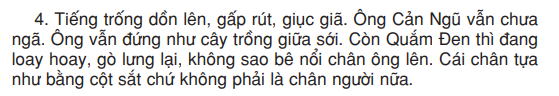 4. Tiếng trống dồn lên, gấp rút, giục giã. Ông Cản Ngũ vẫn chưa
ngã. Ông vẫn đứng như cây trồng giữa sới. Còn Quắm Đen thì đang
loay hoay, gò lưng lại, không sao bê nổi chân ông lên. Cái chân tựa
như bằng cột sắt chứ không phải là chân người nữa.